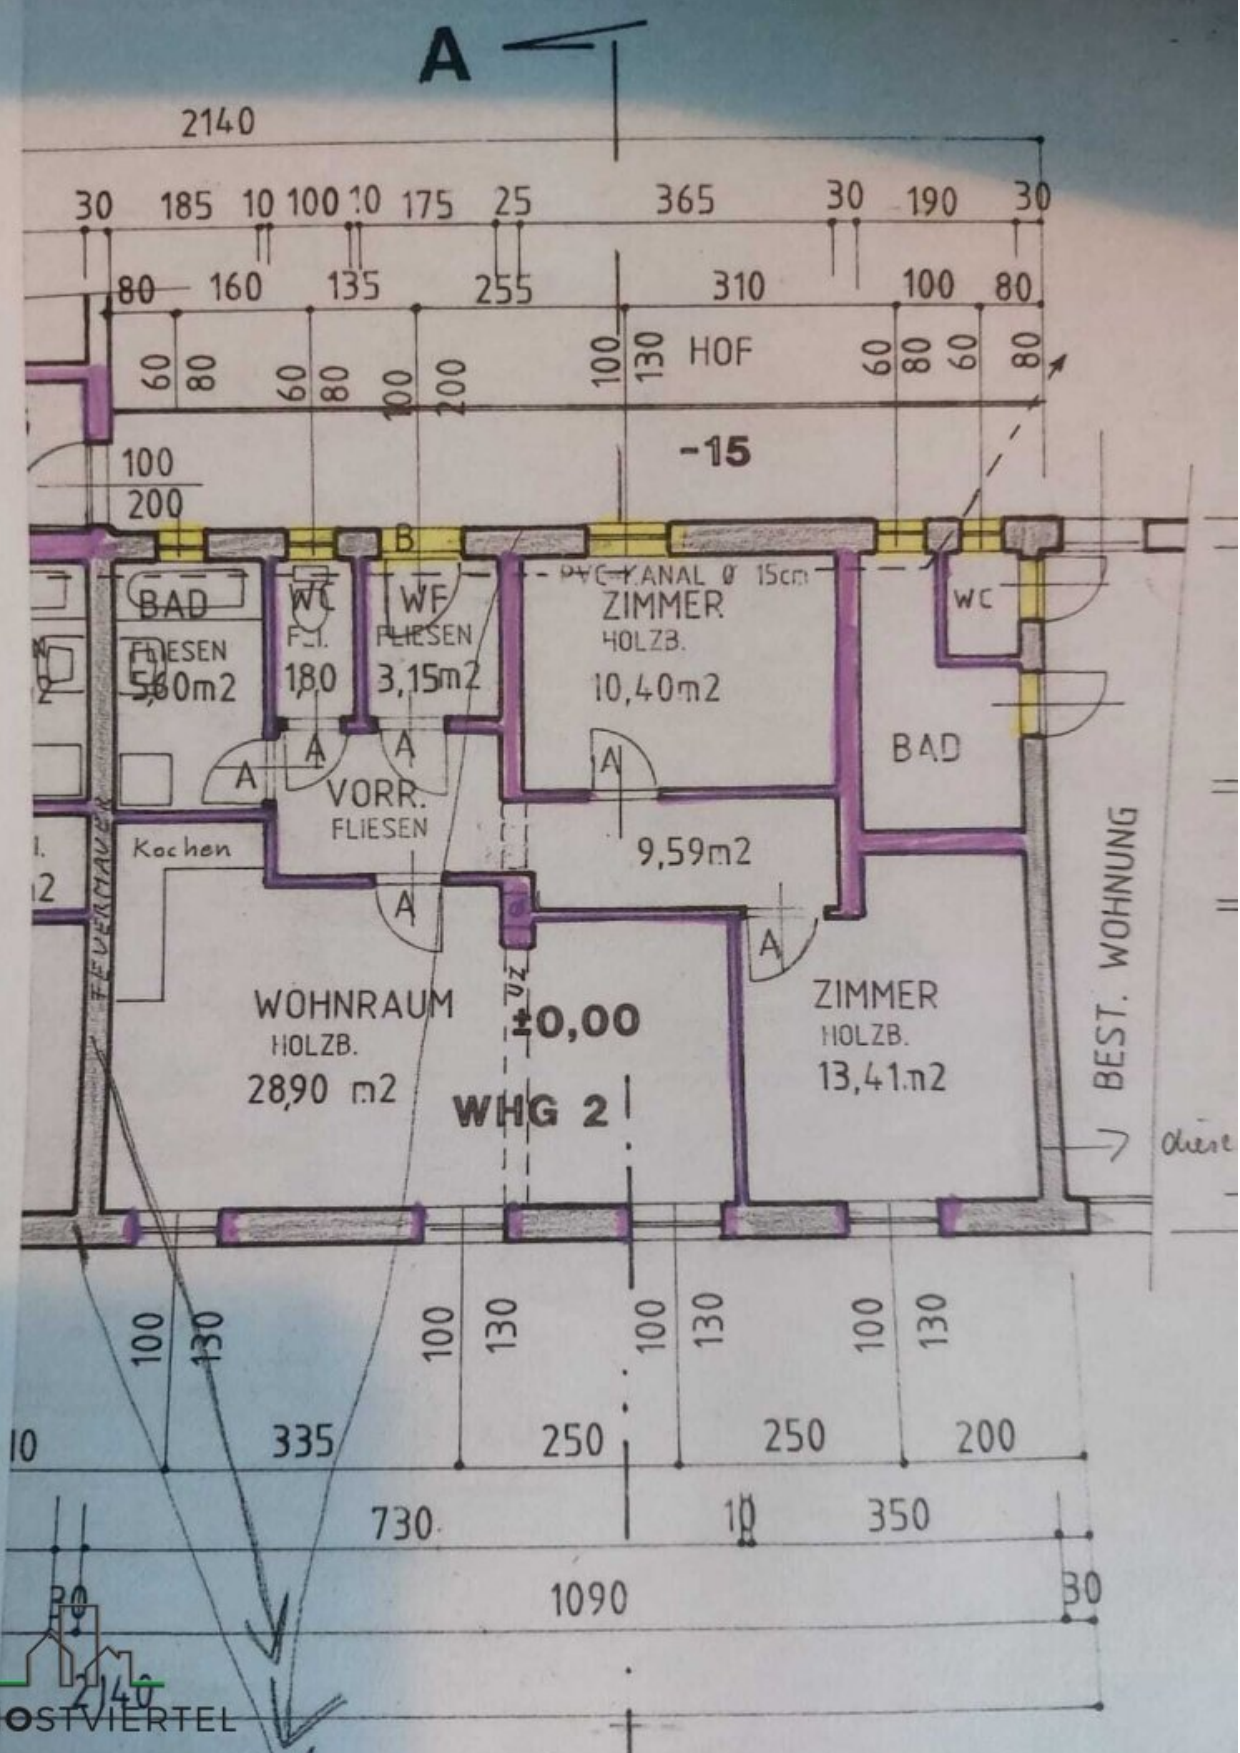 A
2140
30 185 10 100 10 175 25 365 30 190 30
80 160 135 255 310 100 80
60 80 60 80 100 200 100 130 HOF 60 80 60 80
-15
100
200
B
PVC-KANAL Ø 15cm
BAD WC WF ZIMMER WC
FLIESEN FLIESEN HOLZB.
5,60m2 1,80 3,15m2 10,40m2
2
A A A A BAD
VORR.
FLIESEN
Kochen 9,59m2
FEUERMAUER
A A
UZ
WOHNRAUM ±0,00 ZIMMER
HOLZB. HOLZB.
28,90 m2 13,41m2
WHG 2
BEST. WOHNUNG
diese
100 130 100 130 100 130 100 130
335 250 250 200
730 10 350
30 1090 30
2140
OSTVIERTEL